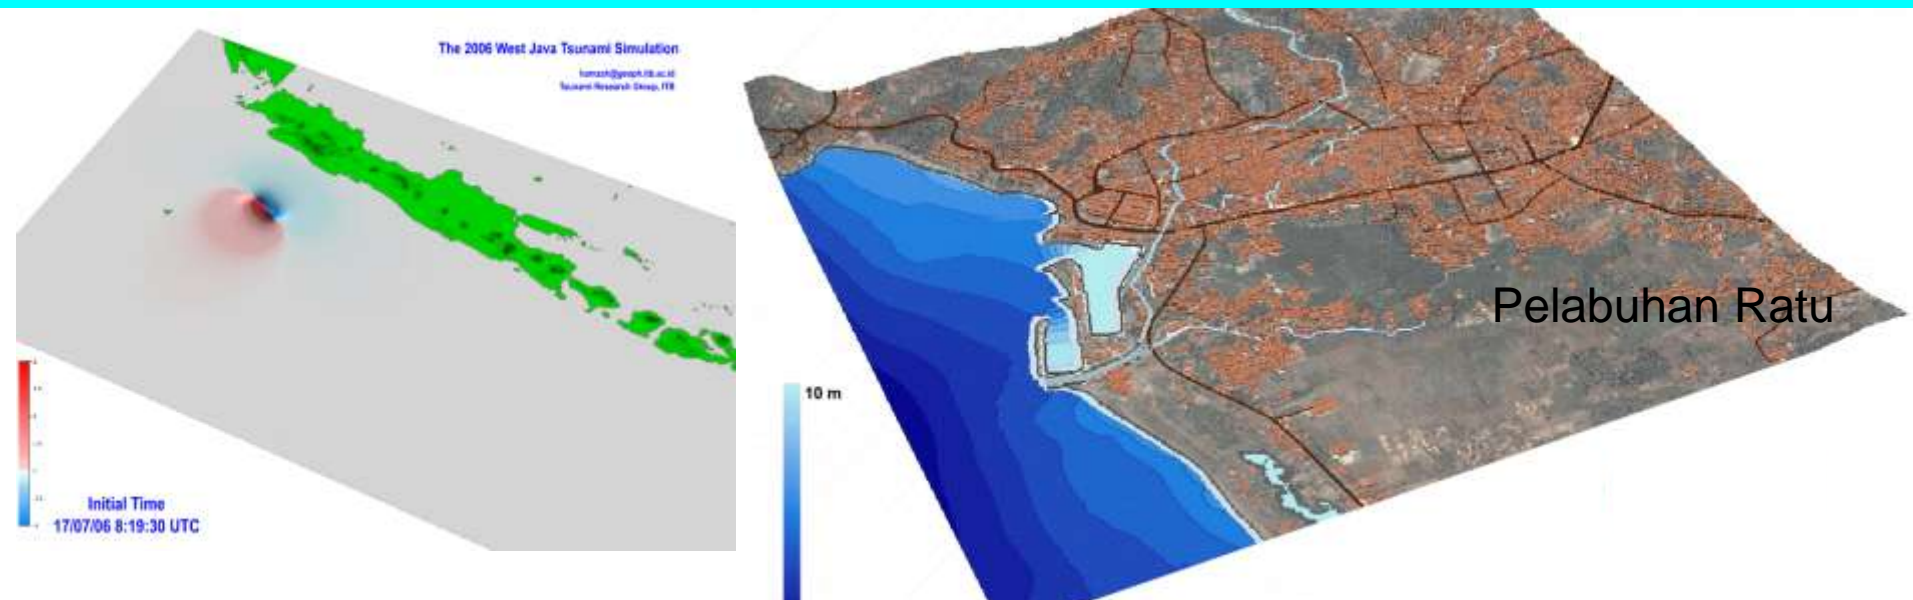 The 2006 West Java Tsunami Simulation
Tsunami Research Group, ITB
Initial Time
17/07/06 8:19:30 UTC
10 m
Pelabuhan Ratu